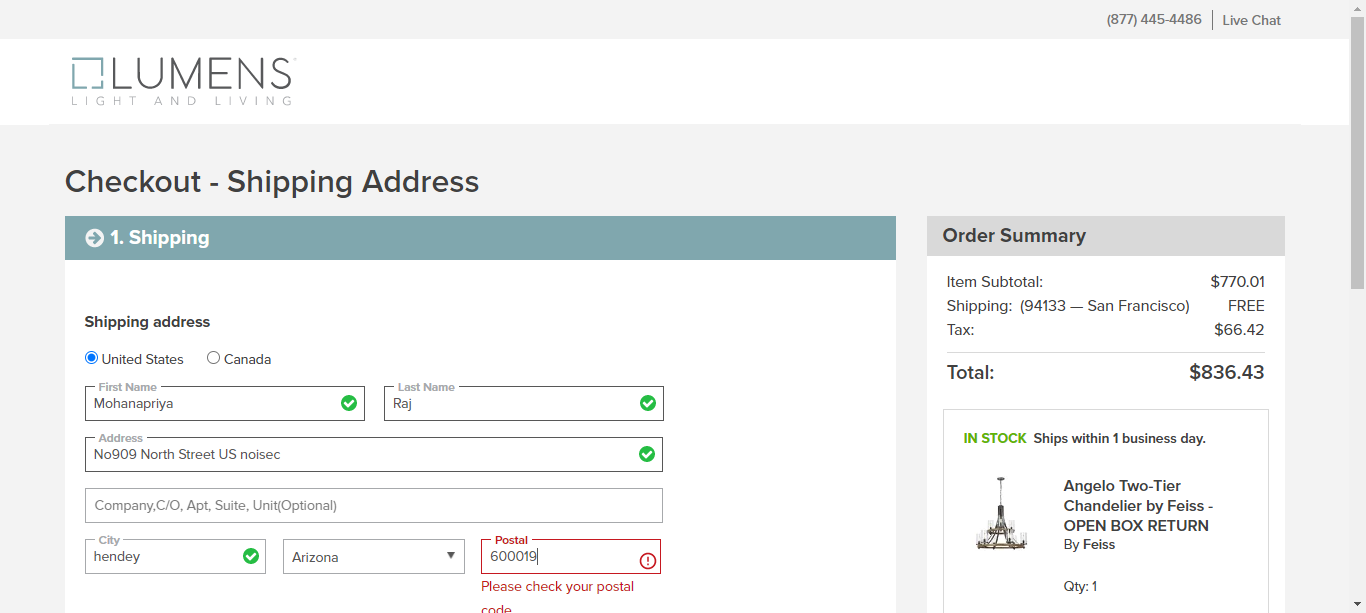 (877) 445-4486 Live Chat
LUMENS
LIGHT AND LIVING
Checkout - Shipping Address
1. Shipping
Shipping address
United States Canada
First Name Last Name
Mohanapriya Raj
Address
No909 North Street US noisec
Company,C/O, Apt, Suite, Unit(Optional)
City Postal
hendey Arizona 600019
Please check your postal
code
Order Summary
Item Subtotal: $770.01
Shipping: (94133 — San Francisco) FREE
Tax: $66.42
Total: $836.43
IN STOCK Ships within 1 business day.
Angelo Two-Tier
Chandelier by Feiss -
OPEN BOX RETURN
By Feiss
Qty: 1